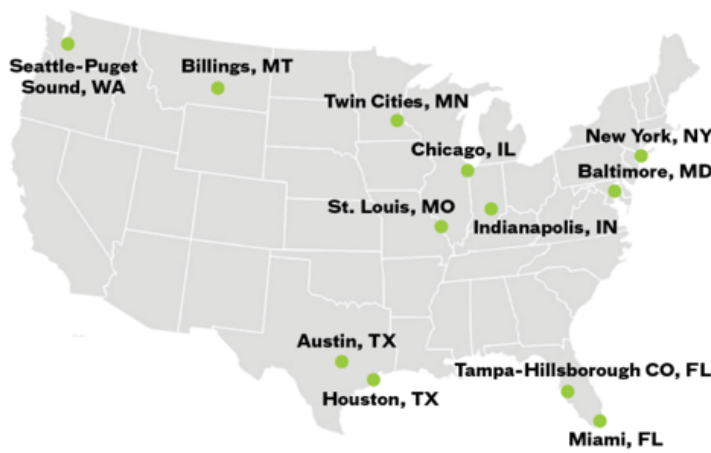 Seattle-Puget
Sound, WA
Billings, MT
Twin Cities, MN
Chicago, IL
New York, NY
Baltimore, MD
St. Louis, MO
Indianapolis, IN
Austin, TX
Houston, TX
Tampa-Hillsborough CO, FL
Miami, FL